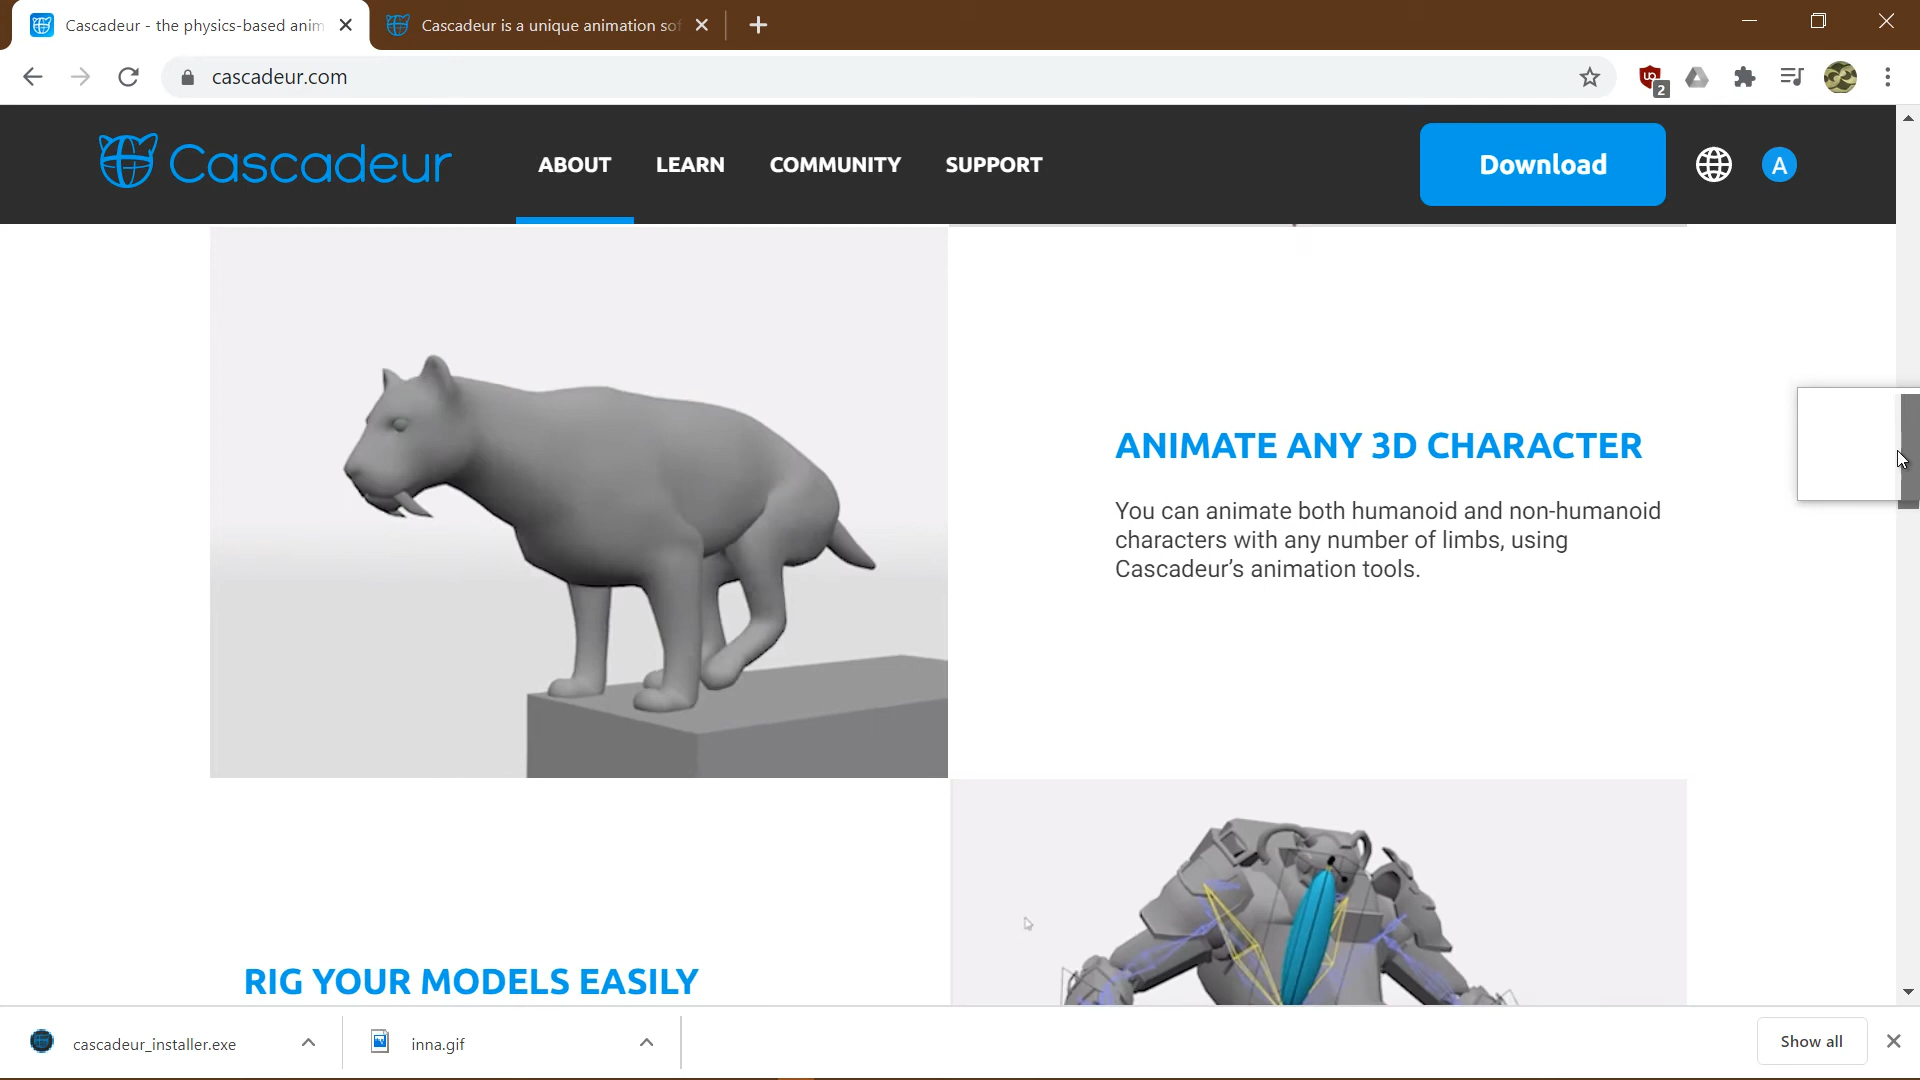 Cascadeur - the physics-based anim
Cascadeur is a unique animation sof
cascadeur.com
2
Cascadeur
ABOUT
LEARN
COMMUNITY
SUPPORT
Download
A
ANIMATE ANY 3D CHARACTER
You can animate both humanoid and non-humanoid
characters with any number of limbs, using
Cascadeur’s animation tools.
RIG YOUR MODELS EASILY
cascadeur_installer.exe
inna.gif
Show all